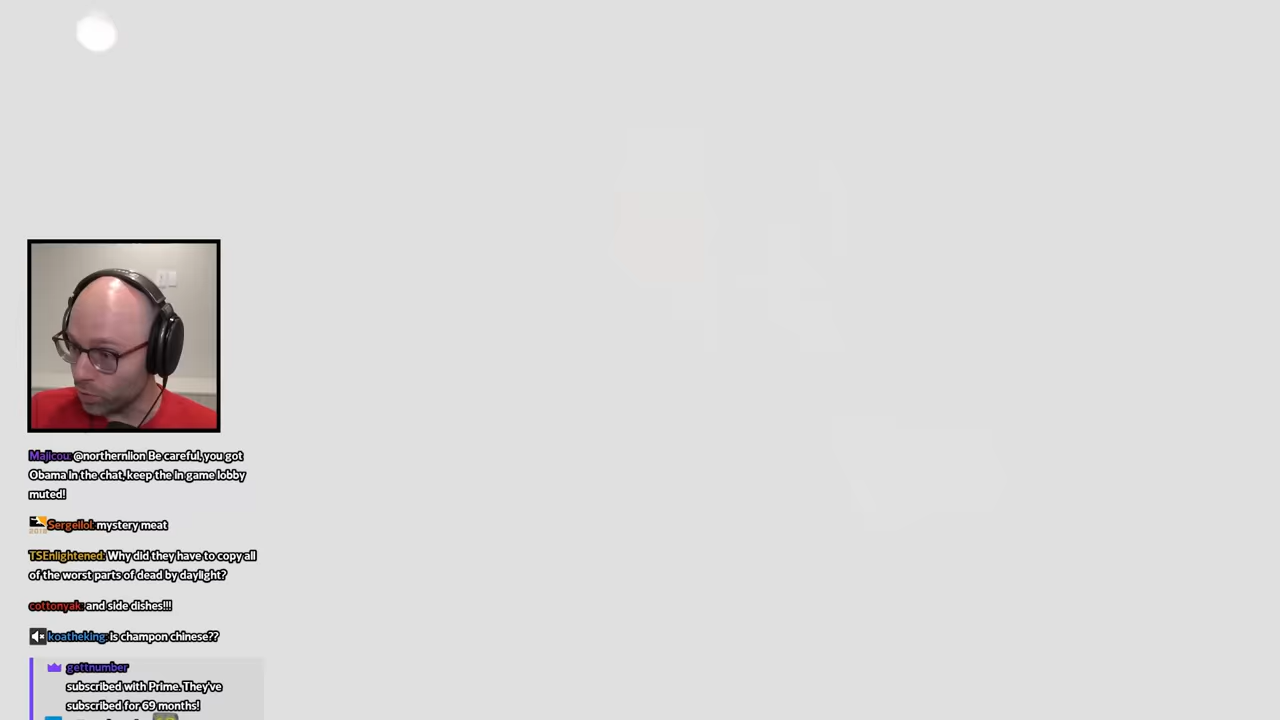 Majicou: @northernlion Be careful, you got
Obama in the chat, keep the in game lobby
muted!
Sergeilol: mystery meat
TSEnlightened: Why did they have to copy all
of the worst parts of dead by daylight?
cottonyak: and side dishes!!!
koatheking: is champon chinese??
gettnumber
subscribed with Prime. They've
subscribed for 69 months!